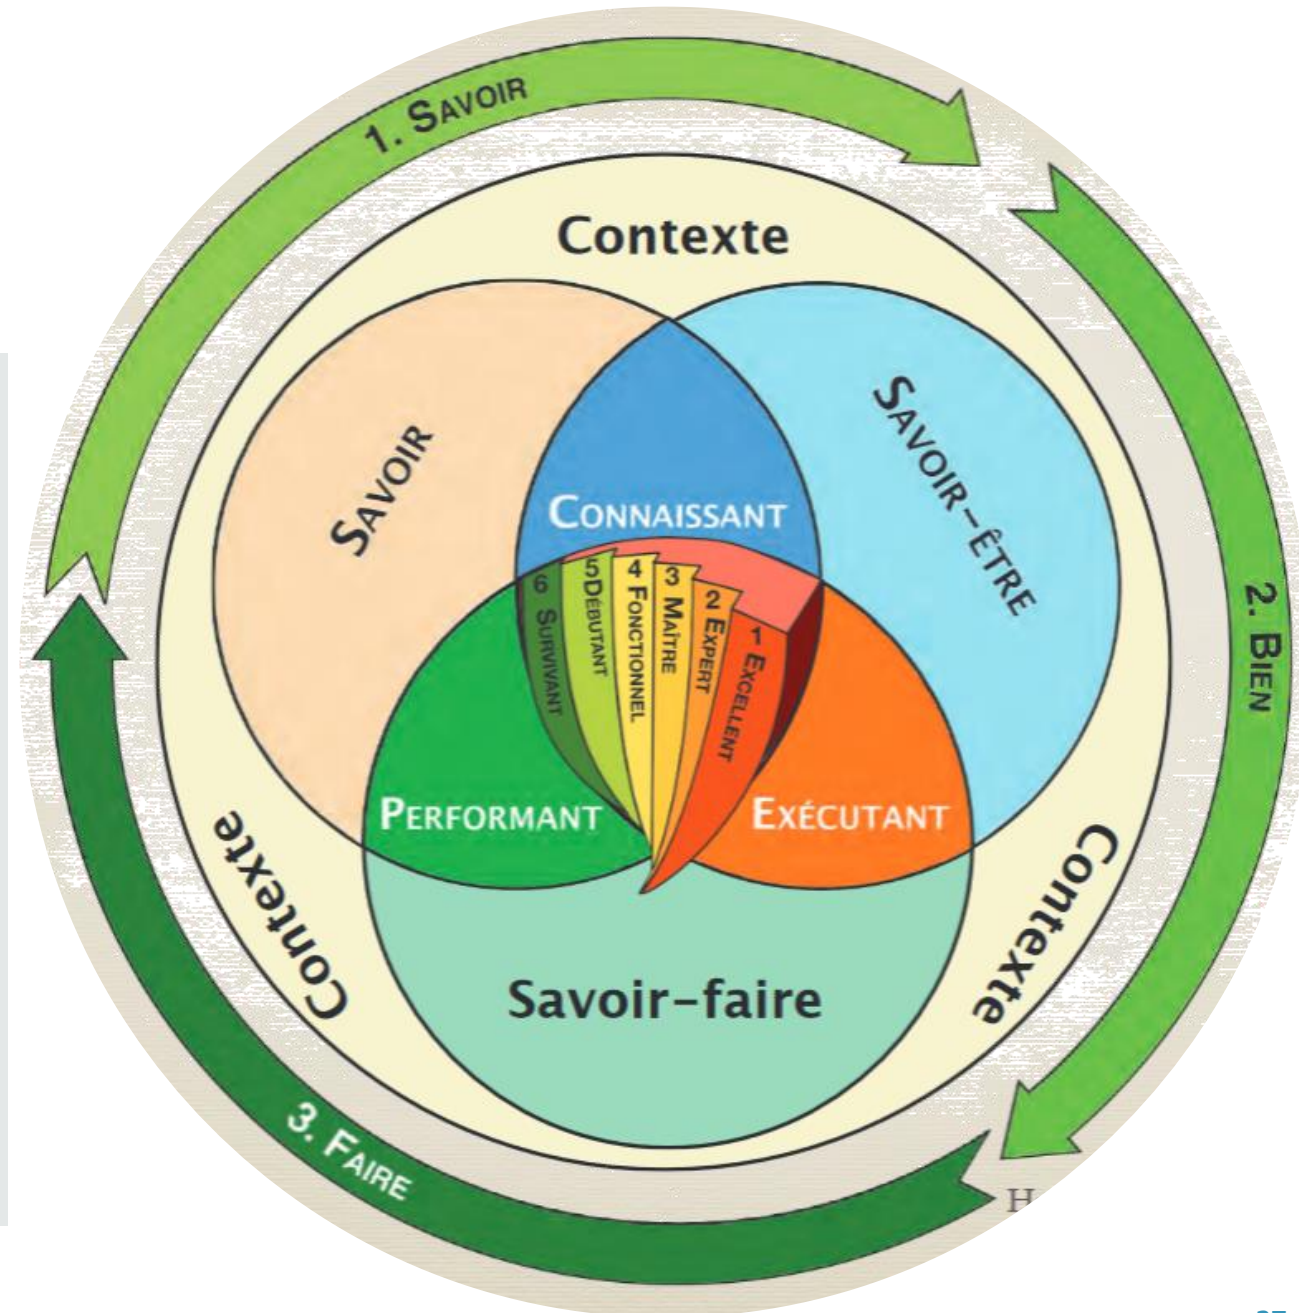 1. SAVOIR
Contexte
SAVOIR
SAVOIR-ÊTRE
CONNAISSANT
6 SURVIVANT
5 DÉBUTANT
4 FONCTIONNEL
3 MAÎTRE
2 EXPERT
1 EXCELLENT
2. BIEN
PERFORMANT
EXÉCUTANT
Contexte
Contexte
Savoir-faire
3. FAIRE
H